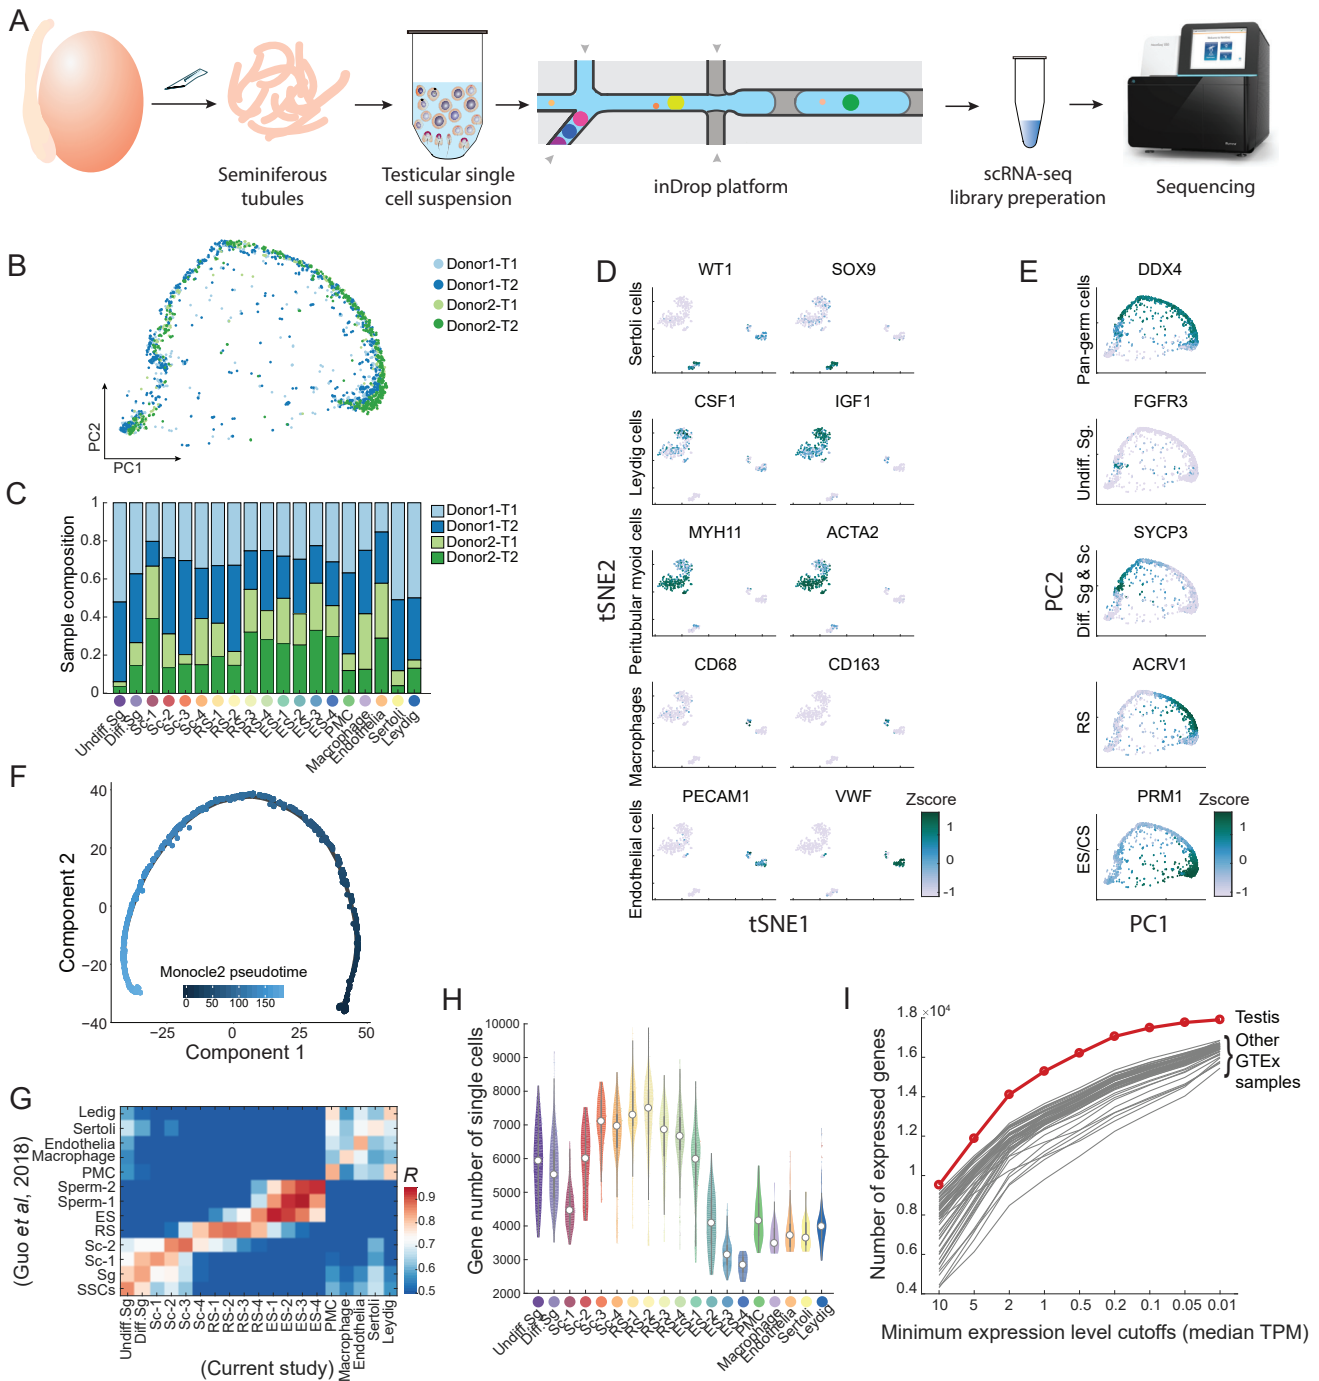 A
Seminiferous
tubules
Testicular single
cell suspension
inDrop platform
scRNA-seq
library preperation
Sequencing
B
Donor1-T1
Donor1-T2
Donor2-T1
Donor2-T2
PC2
PC1
C
Sample composition
1
0.8
0.6
0.4
0.2
0
Donor1-T1
Donor1-T2
Donor2-T1
Donor2-T2
Undiff.Sg
Diff.Sg
Sc-1
Sc-2
Sc-3
Sc-4
RS-1
RS-2
RS-3
RS-4
ES-1
ES-2
ES-3
ES-4
PMC
Macrophage
Endothelia
Sertoli
Leydig
D
WT1
SOX9
Sertoli cells
CSF1
IGF1
Leydig cells
MYH11
ACTA2
Peritubular myoid cells
CD68
CD163
Macrophages
PECAM1
VWF
Endothelial cells
Zscore
1
0
-1
tSNE2
tSNE1
E
DDX4
Pan-germ cells
FGFR3
Undiff. Sg.
SYCP3
Diff. Sg & Sc
ACRV1
RS
PRM1
ES/CS
Zscore
1
0
-1
PC2
PC1
F
Component 2
40
20
0
−20
−40
Monocle2 pseudotime
0 50 100 150
−25 0 25 50
Component 1
G
(Guo et al, 2018)
Ledig
Sertoli
Endothelia
Macrophage
PMC
Sperm-2
Sperm-1
ES
RS
Sc-2
Sc-1
Sg
SSCs
R
0.9
0.8
0.7
0.6
0.5
Undiff.Sg
Diff.Sg
Sc-1
Sc-2
Sc-3
Sc-4
RS-1
RS-2
RS-3
RS-4
ES-1
ES-2
ES-3
ES-4
PMC
Macrophage
Endothelia
Sertoli
Leydig
(Current study)
H
Gene number of single cells
10000
9000
8000
7000
6000
5000
4000
3000
2000
Undiff.Sg
Diff.Sg
Sc-1
Sc-2
Sc-3
Sc-4
RS-1
RS-2
RS-3
RS-4
ES-1
ES-2
ES-3
ES-4
PMC
Macrophage
Endothelia
Sertoli
Leydig
I
Number of expressed genes
×10⁴
1.8
1.6
1.4
1.2
1
0.8
0.6
0.4
Testis
Other
GTEx
samples
10 5 2 1 0.5 0.2 0.1 0.05 0.01
Minimum expression level cutoffs (median TPM)